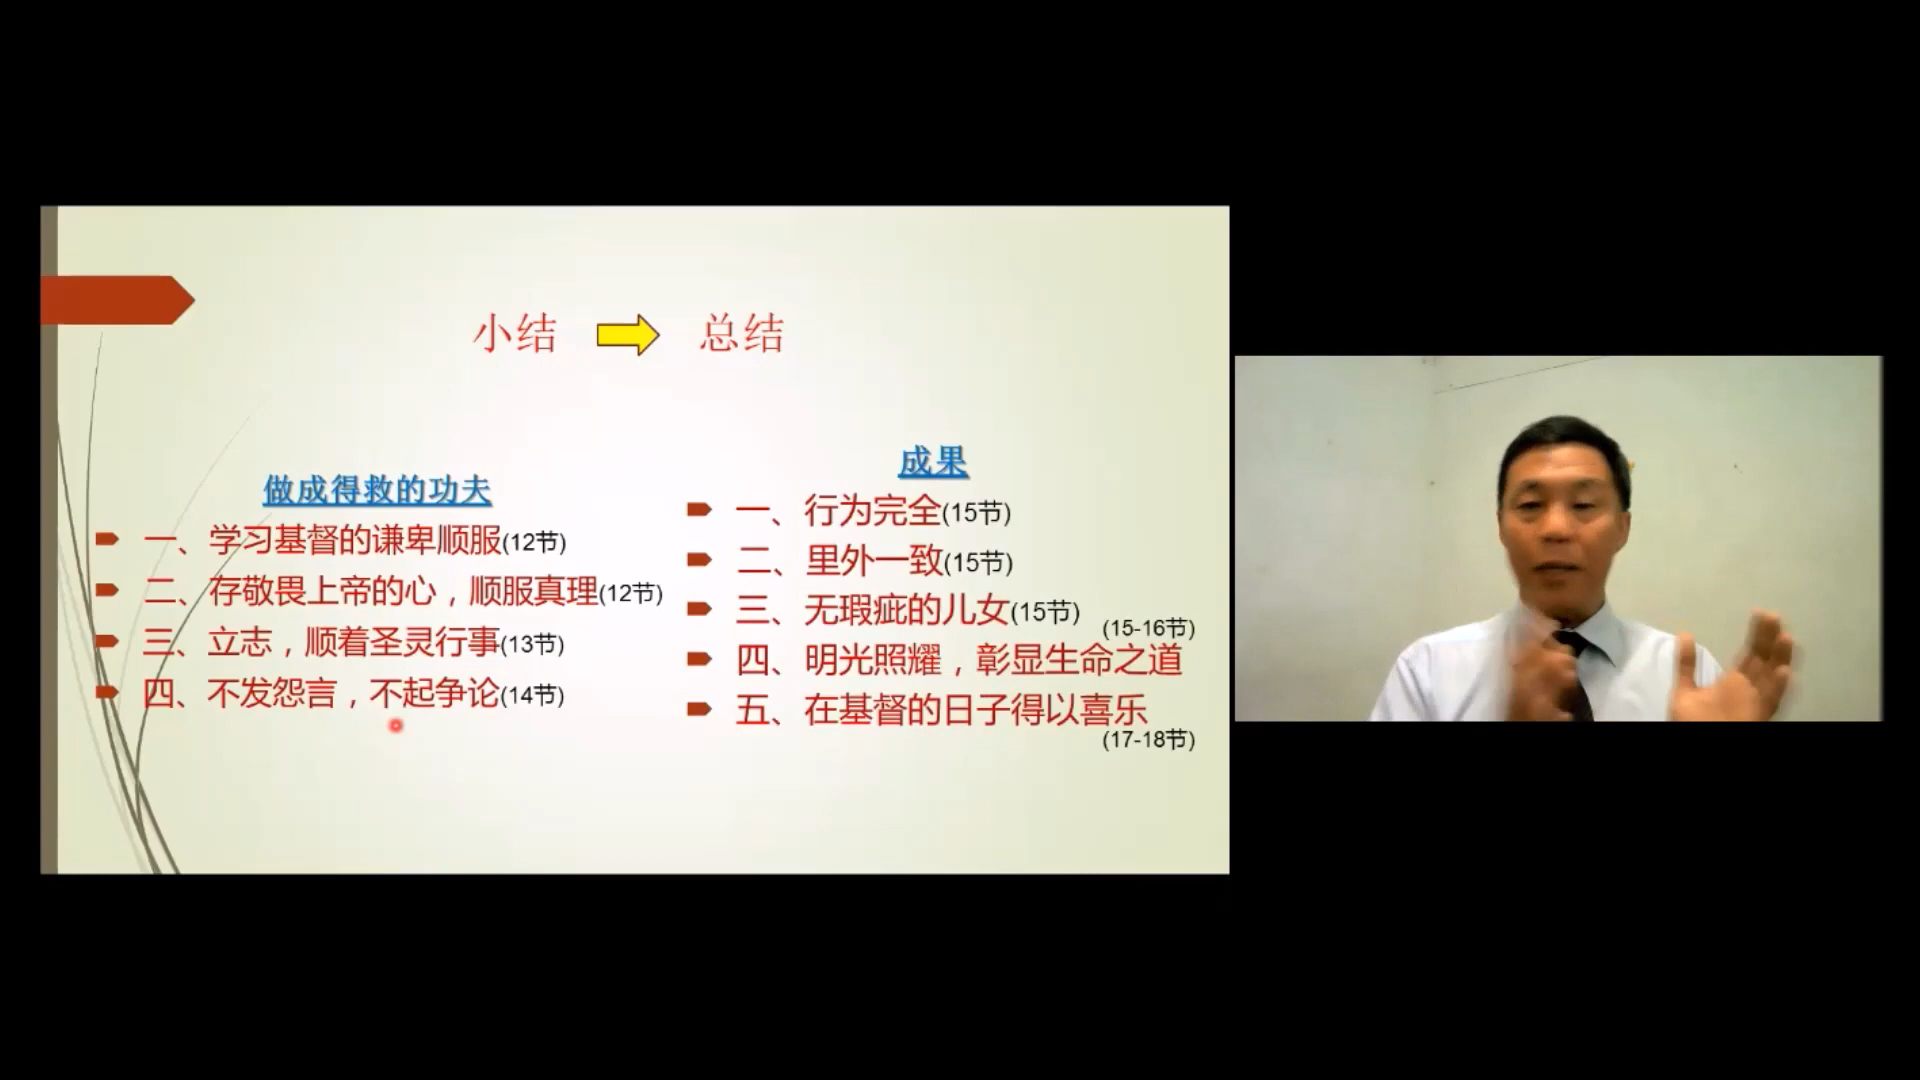 小结 总结
做成得救的功夫
一、学习基督的谦卑顺服(12节)
二、存敬畏上帝的心，顺服真理(12节)
三、立志，顺着圣灵行事(13节)
四、不发怨言，不起争论(14节)
成果
一、行为完全(15节)
二、里外一致(15节)
三、无瑕疵的儿女(15节)
(15-16节)
四、明光照耀，彰显生命之道
五、在基督的日子得以喜乐
(17-18节)